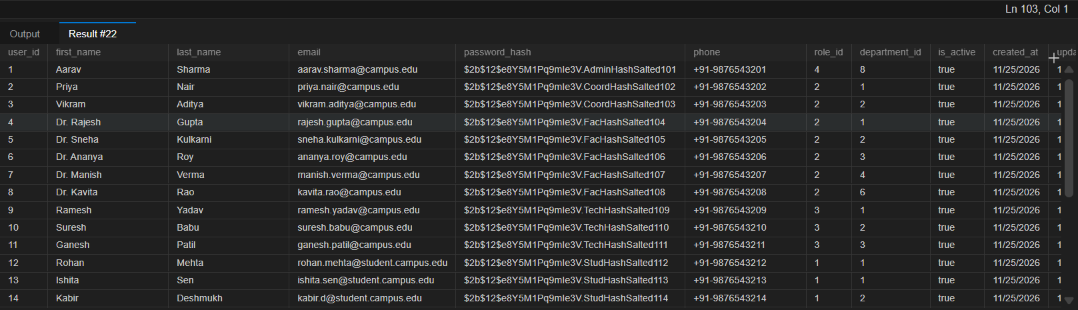 Ln 103, Col 1
Output Result #22
user_id first_name last_name email password_hash phone role_id department_id is_active created_at upda
1 Aarav Sharma aarav.sharma@campus.edu $2b$12$e8Y5M1Pq9mIe3V.AdminHashSalted101 +91-9876543201 4 8 true 11/25/2026 1
2 Priya Nair priya.nair@campus.edu $2b$12$e8Y5M1Pq9mIe3V.CoordHashSalted102 +91-9876543202 2 1 true 11/25/2026 1
3 Vikram Aditya vikram.aditya@campus.edu $2b$12$e8Y5M1Pq9mIe3V.CoordHashSalted103 +91-9876543203 2 2 true 11/25/2026 1
4 Dr. Rajesh Gupta rajesh.gupta@campus.edu $2b$12$e8Y5M1Pq9mIe3V.FacHashSalted104 +91-9876543204 2 1 true 11/25/2026 1
5 Dr. Sneha Kulkarni sneha.kulkarni@campus.edu $2b$12$e8Y5M1Pq9mIe3V.FacHashSalted105 +91-9876543205 2 2 true 11/25/2026 1
6 Dr. Ananya Roy ananya.roy@campus.edu $2b$12$e8Y5M1Pq9mIe3V.FacHashSalted106 +91-9876543206 2 3 true 11/25/2026 1
7 Dr. Manish Verma manish.verma@campus.edu $2b$12$e8Y5M1Pq9mIe3V.FacHashSalted107 +91-9876543207 2 4 true 11/25/2026 1
8 Dr. Kavita Rao kavita.rao@campus.edu $2b$12$e8Y5M1Pq9mIe3V.FacHashSalted108 +91-9876543208 2 6 true 11/25/2026 1
9 Ramesh Yadav ramesh.yadav@campus.edu $2b$12$e8Y5M1Pq9mIe3V.TechHashSalted109 +91-9876543209 3 1 true 11/25/2026 1
10 Suresh Babu suresh.babu@campus.edu $2b$12$e8Y5M1Pq9mIe3V.TechHashSalted110 +91-9876543210 3 2 true 11/25/2026 1
11 Ganesh Patil ganesh.patil@campus.edu $2b$12$e8Y5M1Pq9mIe3V.TechHashSalted111 +91-9876543211 3 3 true 11/25/2026 1
12 Rohan Mehta rohan.mehta@student.campus.edu $2b$12$e8Y5M1Pq9mIe3V.StudHashSalted112 +91-9876543212 1 1 true 11/25/2026 1
13 Ishita Sen ishita.sen@student.campus.edu $2b$12$e8Y5M1Pq9mIe3V.StudHashSalted113 +91-9876543213 1 1 true 11/25/2026 1
14 Kabir Deshmukh kabir.d@student.campus.edu $2b$12$e8Y5M1Pq9mIe3V.StudHashSalted114 +91-9876543214 1 2 true 11/25/2026 1